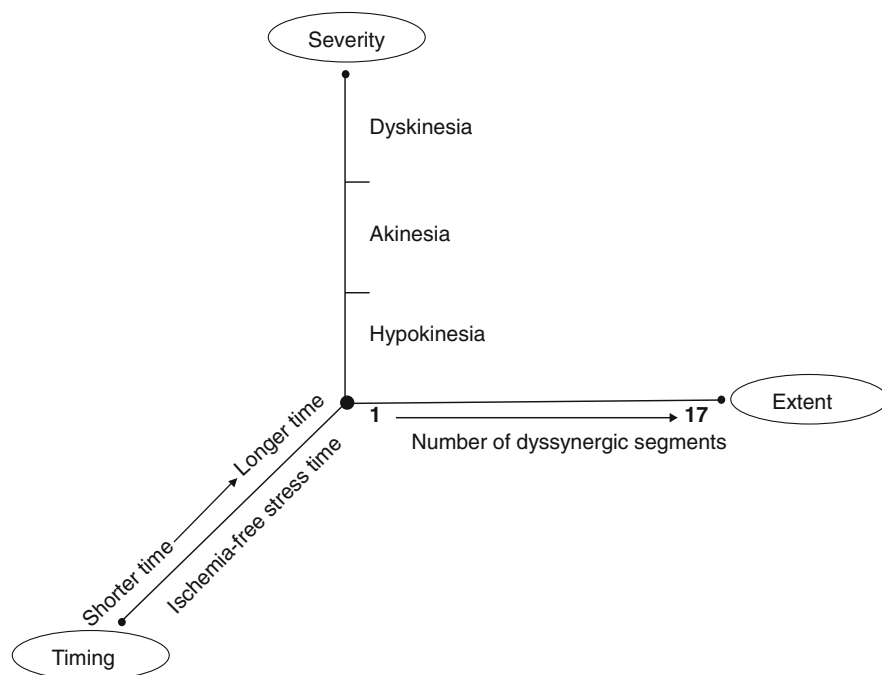 Severity
Dyskinesia
Akinesia
Hypokinesia
1 17
Number of dyssynergic segments
Extent
Longer time
Shorter time
Ischemia-free stress time
Timing